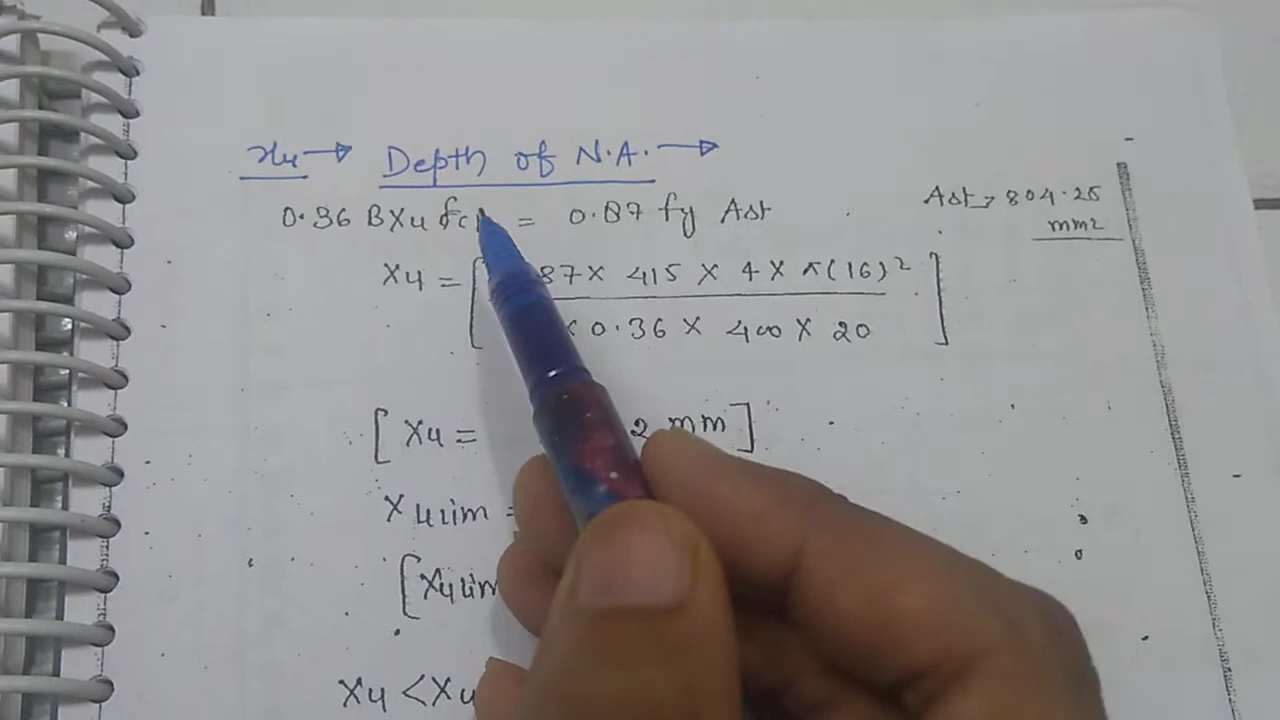 xu → Depth of N.A. →
0.36 BXu fc = 0.87 fy Ast
Ast → 804.25
mm2
Xu = [ 87 X 415 X 4 X π(16)²
X 0.36 X 400 X 20 ]
[ Xu = 2 mm ]
Xulim =
[Xulim
Xu < Xu